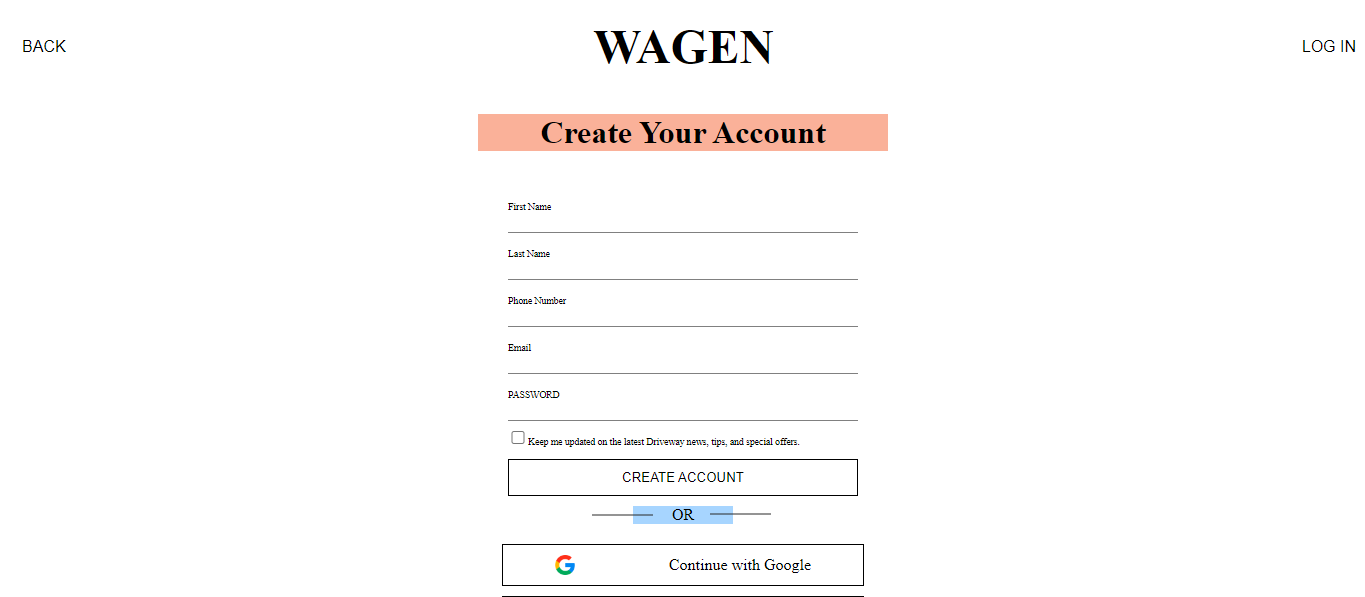 BACK
WAGEN
LOG IN
Create Your Account
First Name
Last Name
Phone Number
Email
PASSWORD
Keep me updated on the latest Driveway news, tips, and special offers.
CREATE ACCOUNT
OR
Continue with Google